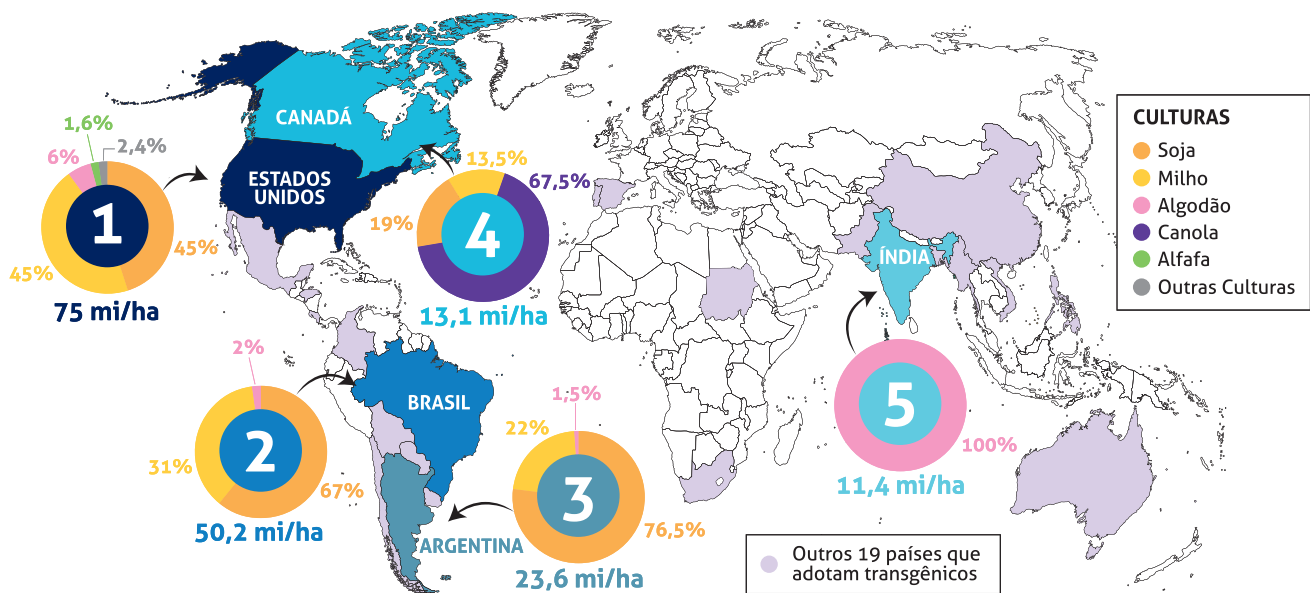 CANADÁ
ESTADOS
UNIDOS
1,6%
2,4%
6%
45%
45%
1
75 mi/ha
13,5%
67,5%
19%
4
13,1 mi/ha
CULTURAS
Soja
Milho
Algodão
Canola
Alfafa
Outras Culturas
ÍNDIA
5
100%
11,4 mi/ha
BRASIL
2%
31%
67%
2
50,2 mi/ha
1,5%
22%
76,5%
3
ARGENTINA
23,6 mi/ha
Outros 19 países que
adotam transgênicos